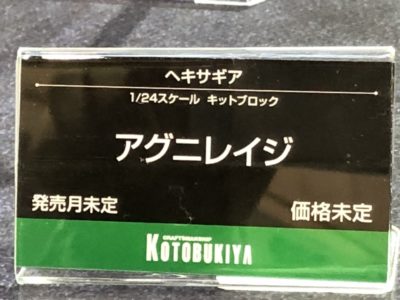 ヘキサギア
1/24スケール キットブロック
アグニレイジ
発売月未定 価格未定
CRAFTSMANSHIP
KOTOBUKIYA